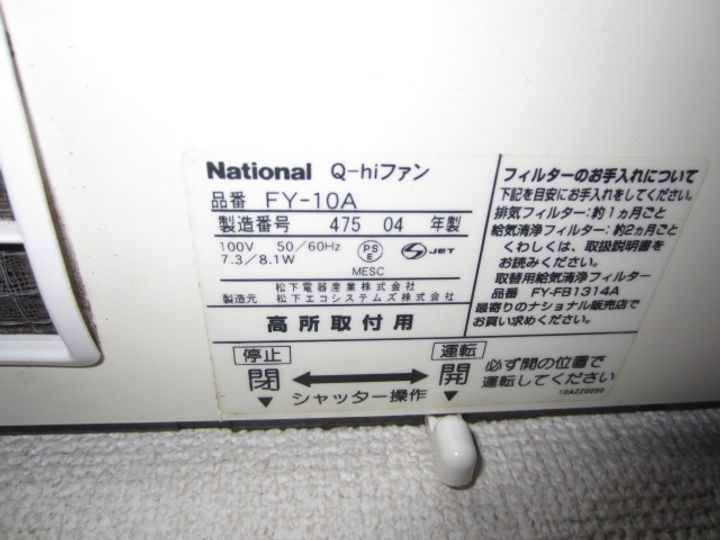 National Q-hiファン
品番 FY-10A
製造番号 475 04 年製
100V 50/60Hz
7.3/8.1W
PS
E
MESC
JET
松下電器産業株式会社
製造元 松下エコシステムズ株式会社
高所取付用
停止
運転
閉
開
シャッター操作
必ず開の位置で
運転してください
10AZZ0050
フィルターのお手入れについて
下記を目安にお手入れをしてください。
排気フィルター:約1ヵ月ごと
給気清浄フィルター:約2ヵ月ごと
くわしくは、取扱説明書を
お読みください。
取替用給気清浄フィルター
品番 FY-FB1314A
最寄りのナショナル販売店で
お買い求めください。